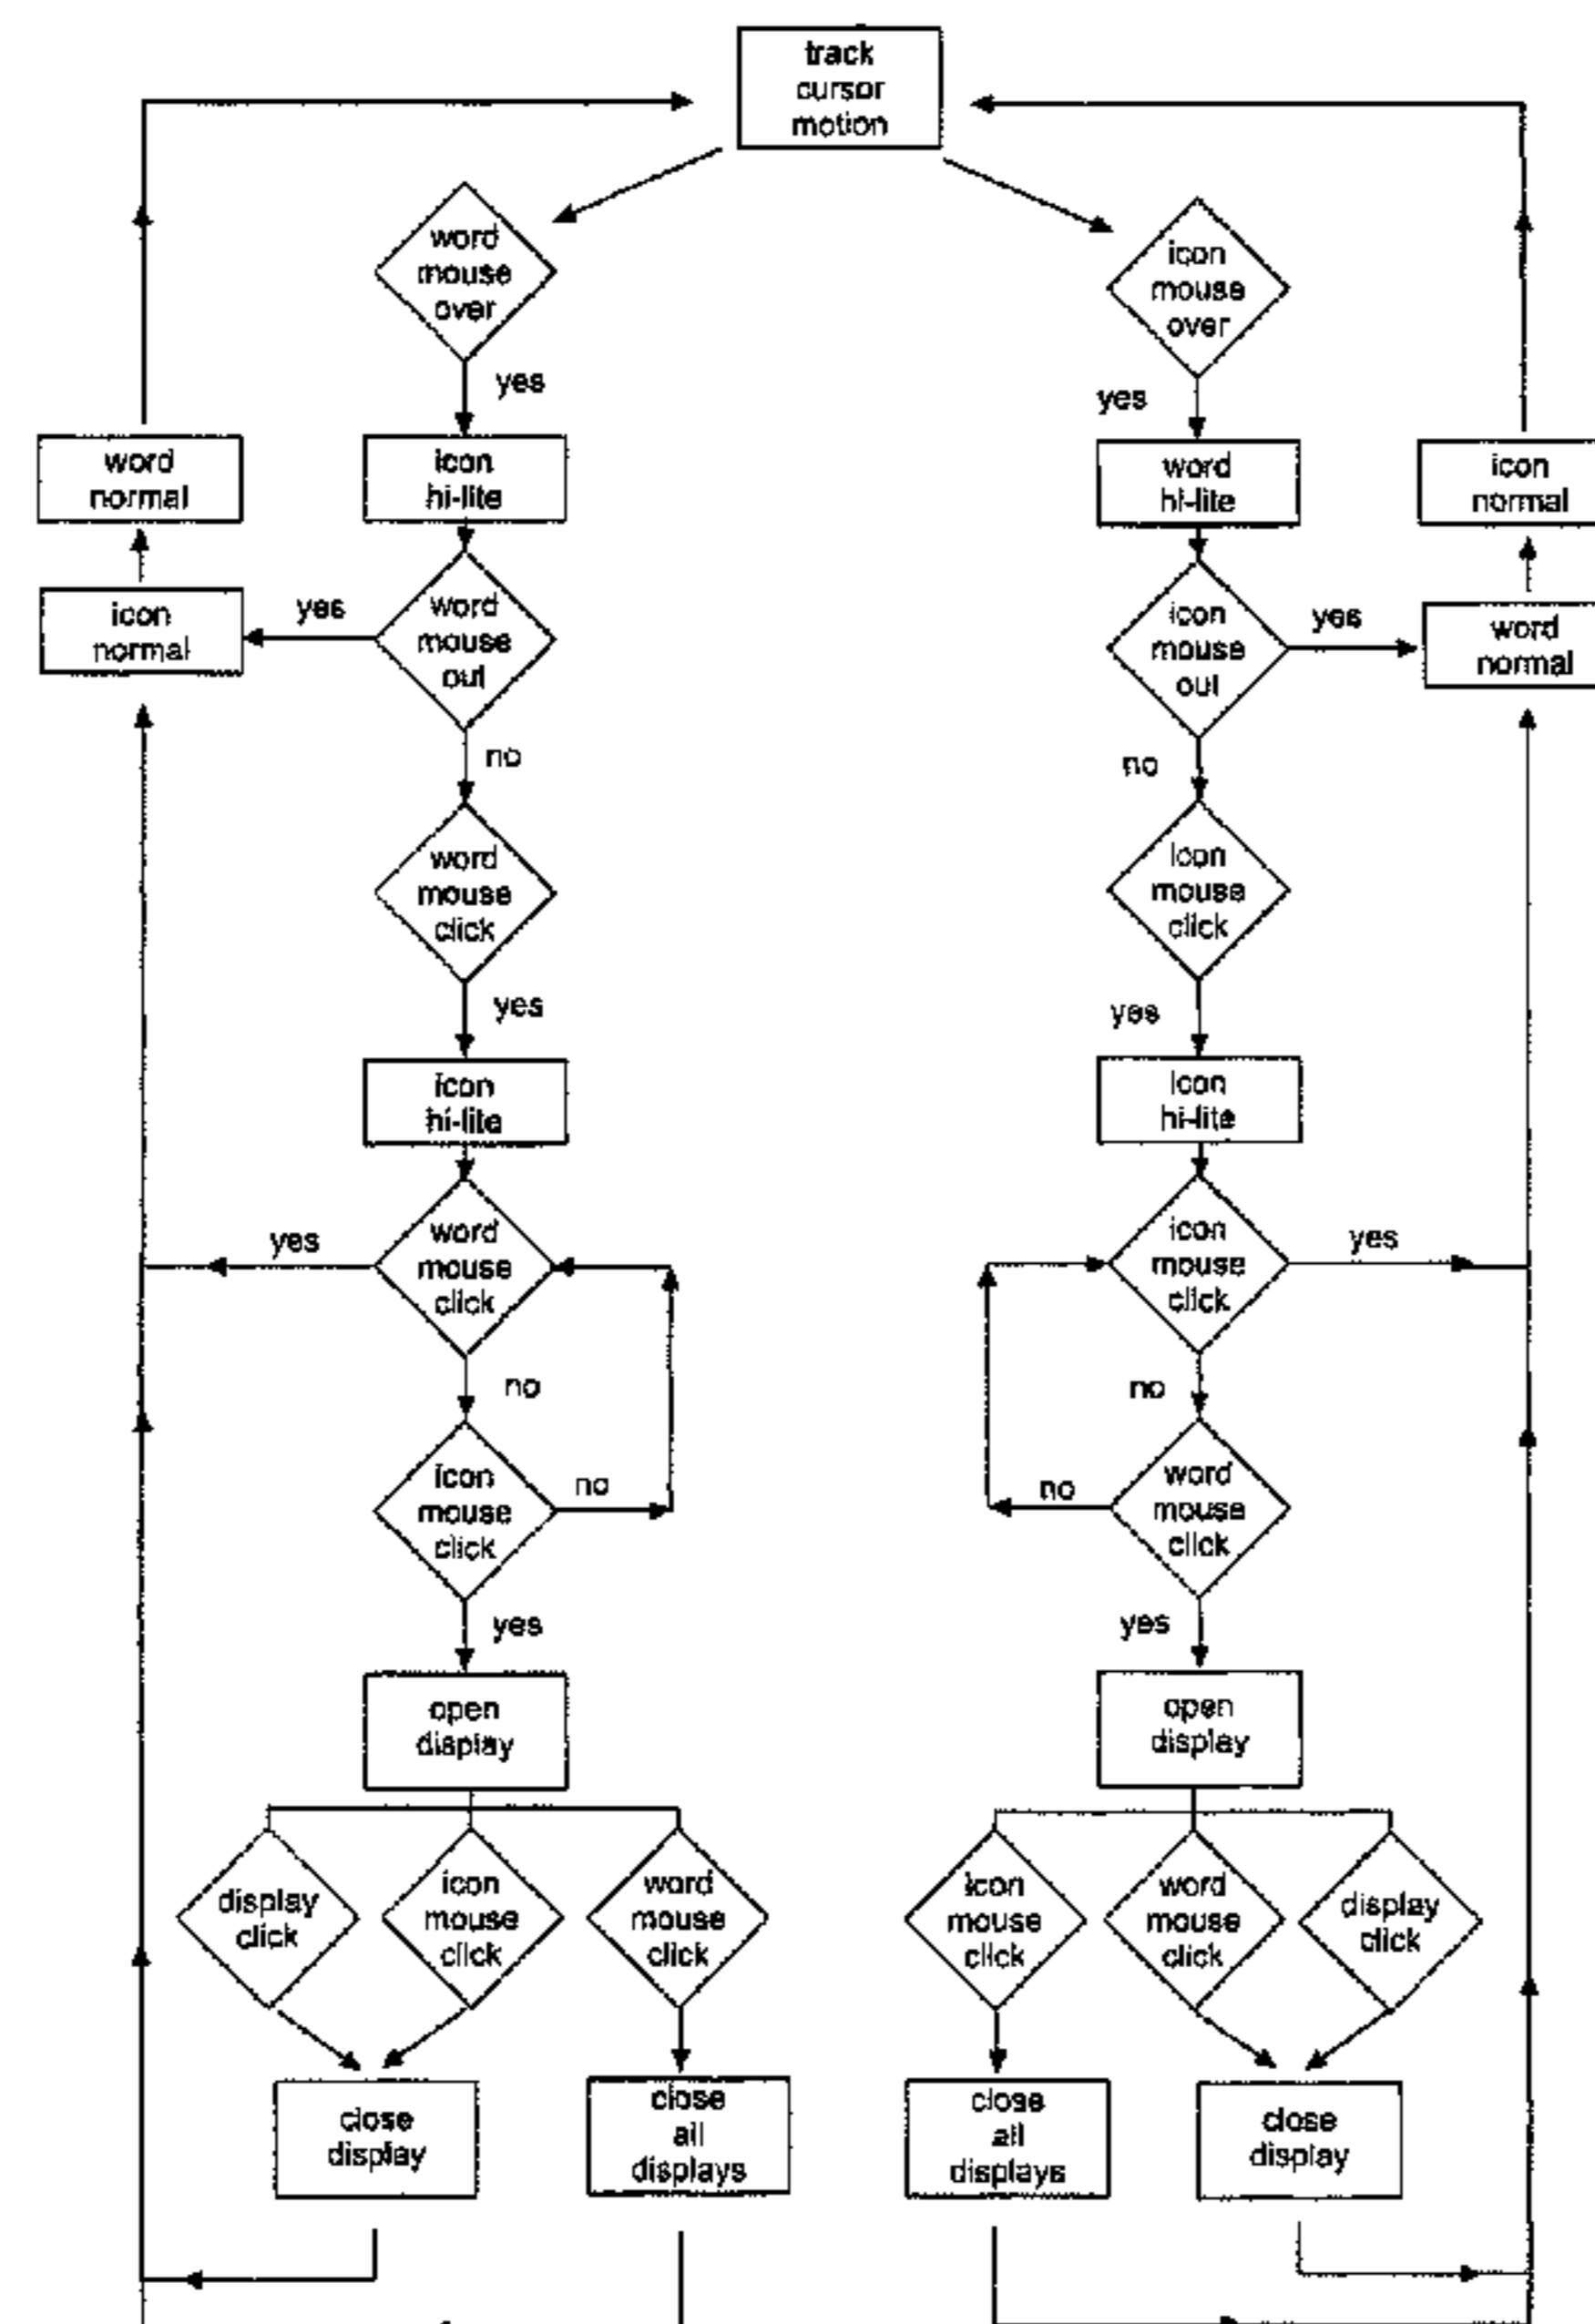 track
cursor
motion
word
mouse
over
icon
mouse
over
yes
yes
word
normal
icon
hi-lite
word
hi-lite
icon
normal
icon
normal
yes
word
mouse
out
icon
mouse
out
yes
word
normal
no
no
word
mouse
click
icon
mouse
click
yes
yes
icon
hi-lite
icon
hi-lite
yes
word
mouse
click
icon
mouse
click
yes
no
no
icon
mouse
click
no
no
word
mouse
click
yes
yes
open
display
open
display
display
click
icon
mouse
click
word
mouse
click
icon
mouse
click
word
mouse
click
display
click
close
display
close
all
displays
close
all
displays
close
display